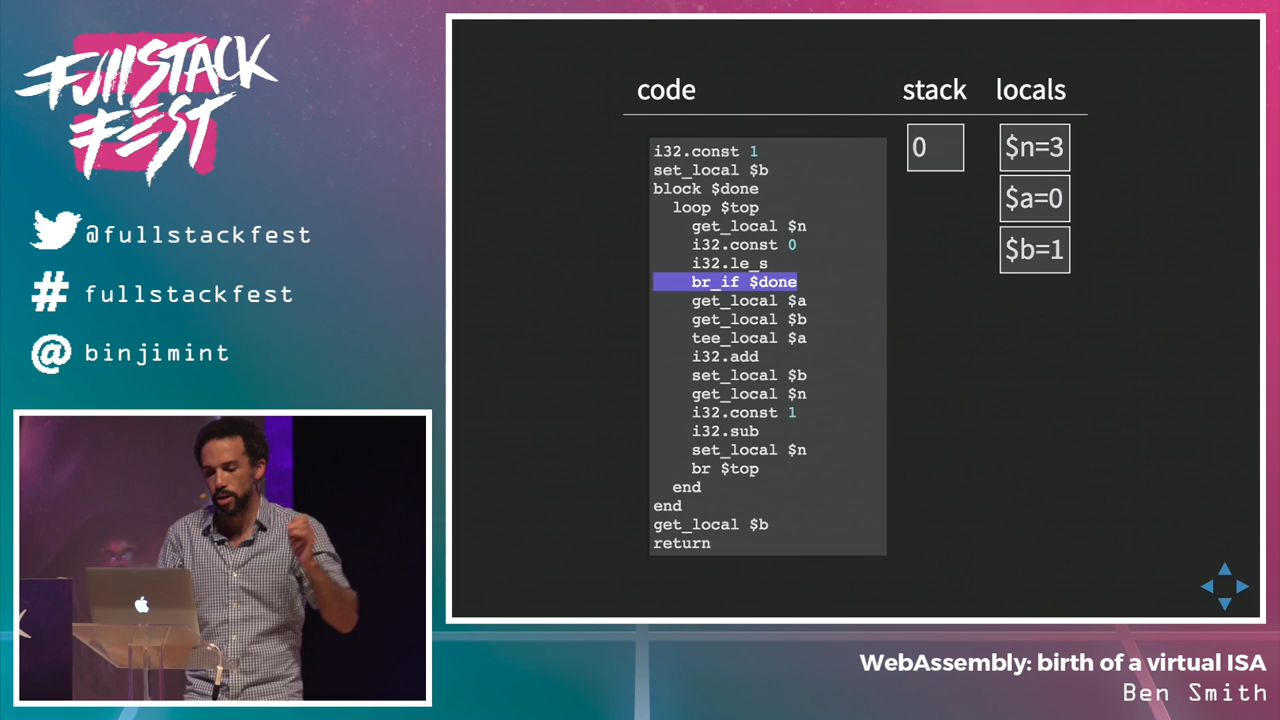 FullStack
Fest
@fullstackfest
# fullstackfest
@ binjimint
code stack locals
i32.const 1
set_local $b
block $done
loop $top
get_local $n
i32.const 0
i32.le_s
br_if $done
get_local $a
get_local $b
tee_local $a
i32.add
set_local $b
get_local $n
i32.const 1
i32.sub
set_local $n
br $top
end
end
get_local $b
return
0
$n=3
$a=0
$b=1
WebAssembly: birth of a virtual ISA
Ben Smith